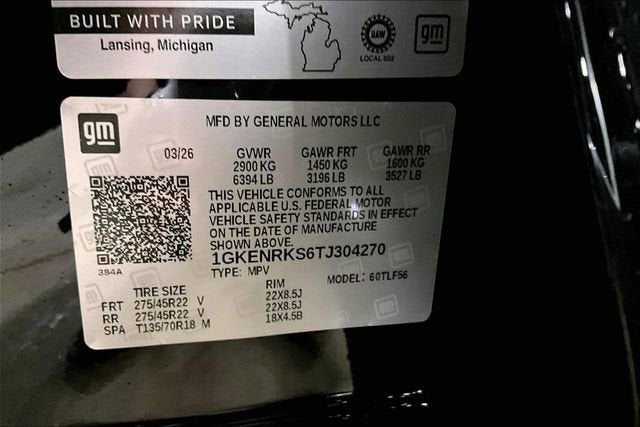 BUILT WITH PRIDE
Lansing, Michigan
UAW
LOCAL 602
gm
gm
MFD BY GENERAL MOTORS LLC
03/26 GVWR GAWR FRT GAWR RR
2900 KG 1450 KG 1600 KG
6394 LB 3196 LB 3527 LB
THIS VEHICLE CONFORMS TO ALL
APPLICABLE U.S. FEDERAL MOTOR
VEHICLE SAFETY STANDARDS IN EFFECT
ON THE DATE OF MANUFACTURE
SHOWN ABOVE.
1GKENRKS6TJ304270
384A
TYPE: MPV MODEL: 60TLF56
TIRE SIZE RIM
FRT 275/45R22 V 22X8.5J
RR 275/45R22 V 22X8.5J
SPA T135/70R18 M 18X4.5B